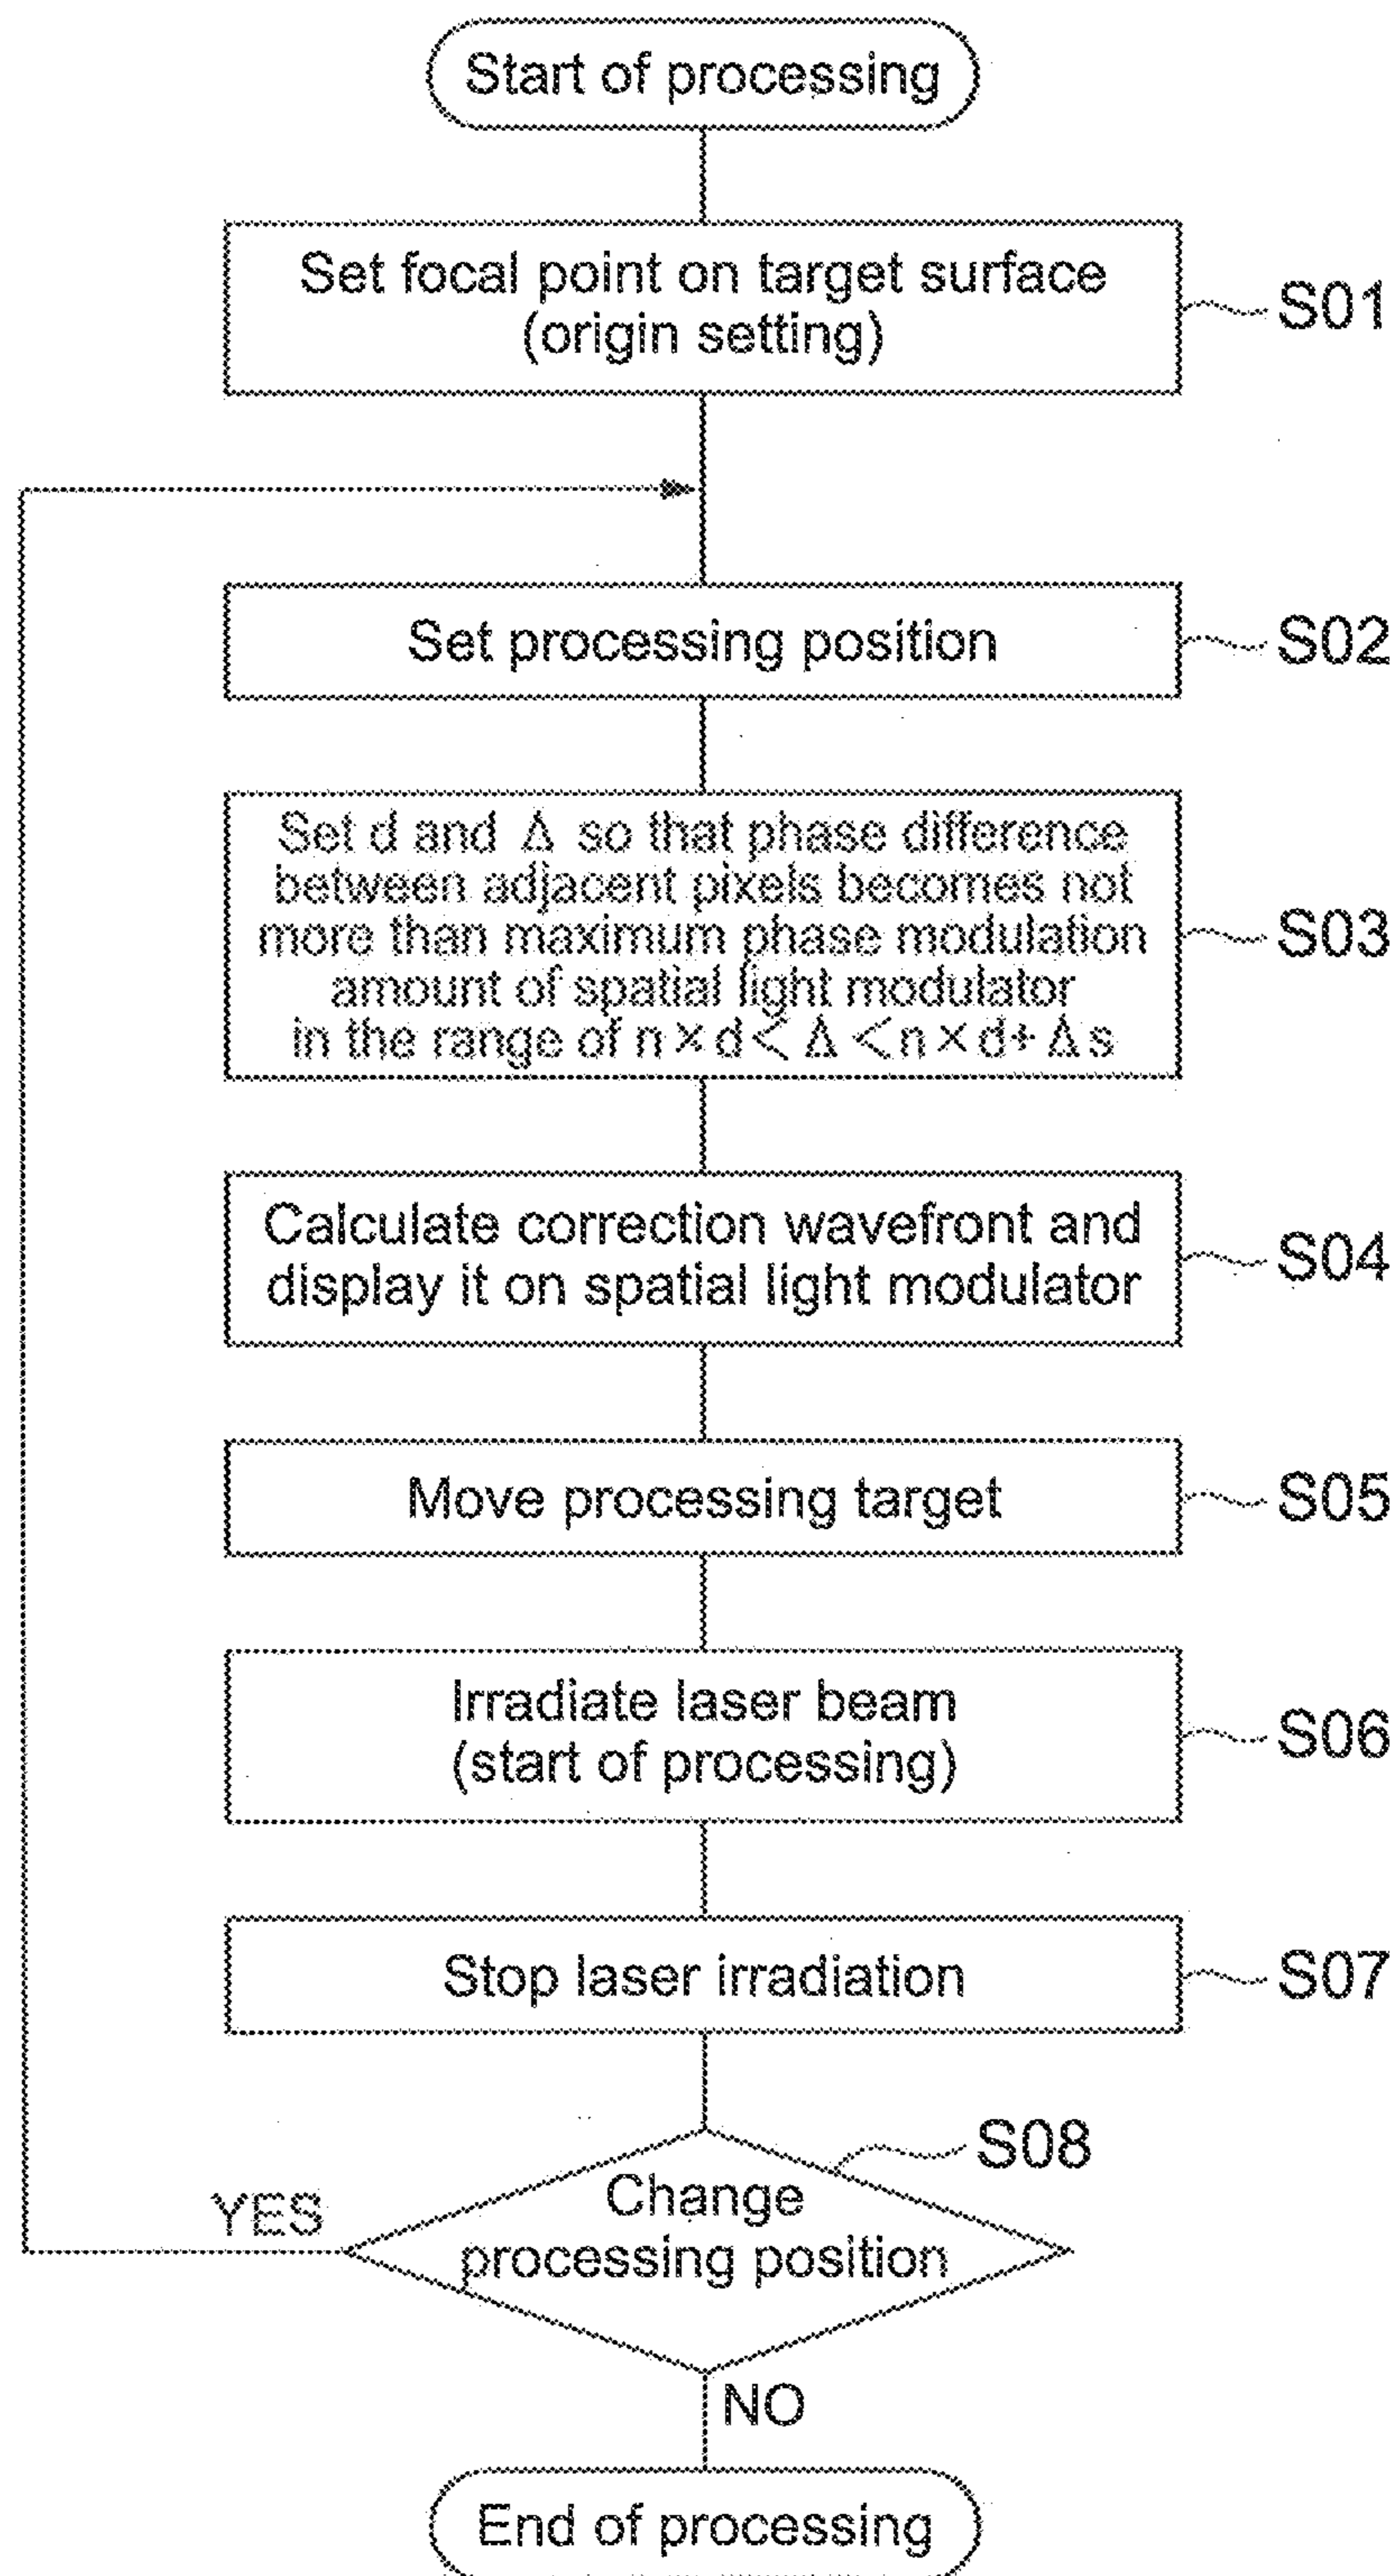 Start of processing
Set focal point on target surface
(origin setting)
S01
Set processing position
S02
Set d and Δ so that phase difference
between adjacent pixels becomes not
more than maximum phase modulation
amount of spatial light modulator
in the range of n×d<Δ<n×d+Δs
S03
Calculate correction wavefront and
display it on spatial light modulator
S04
Move processing target
S05
Irradiate laser beam
(start of processing)
S06
Stop laser irradiation
S07
S08
Change
processing position
YES
NO
End of processing